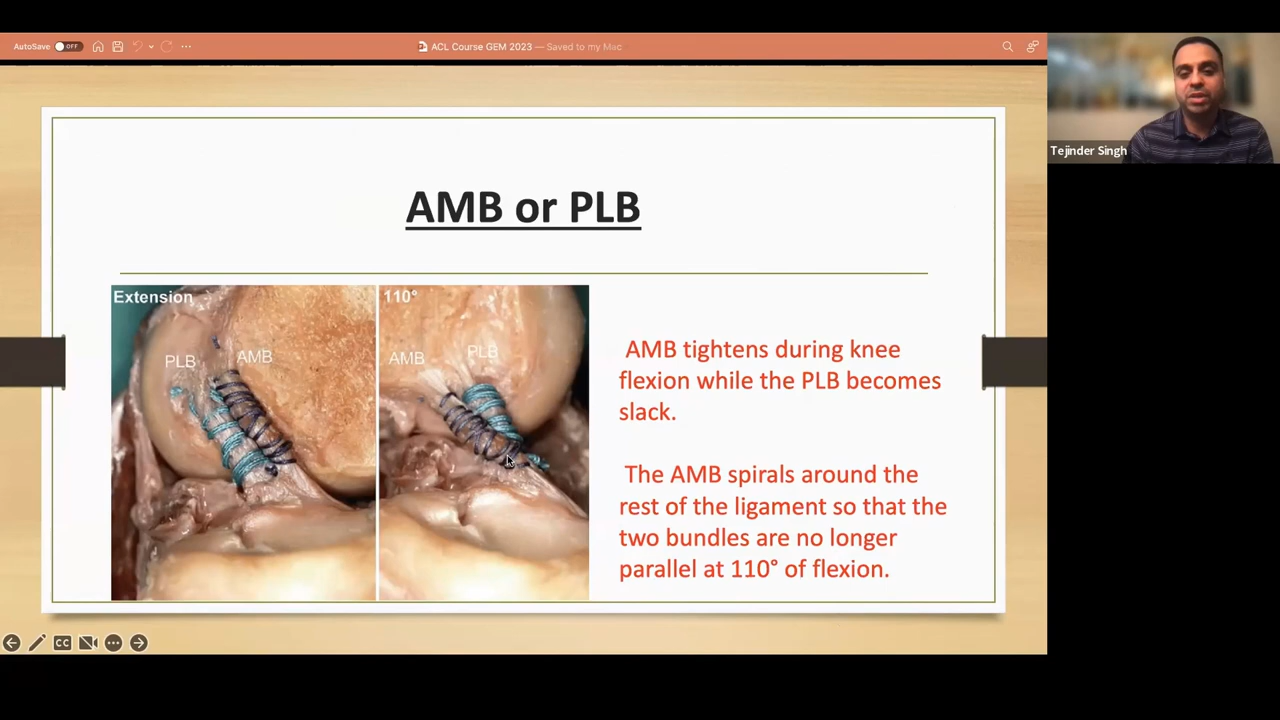 AutoSave OFF ACL Course GEM 2023 — Saved to my Mac
Tejinder Singh
AMB or PLB
Extension
PLB AMB
110°
AMB PLB
AMB tightens during knee
flexion while the PLB becomes
slack.
The AMB spirals around the
rest of the ligament so that the
two bundles are no longer
parallel at 110° of flexion.
CC